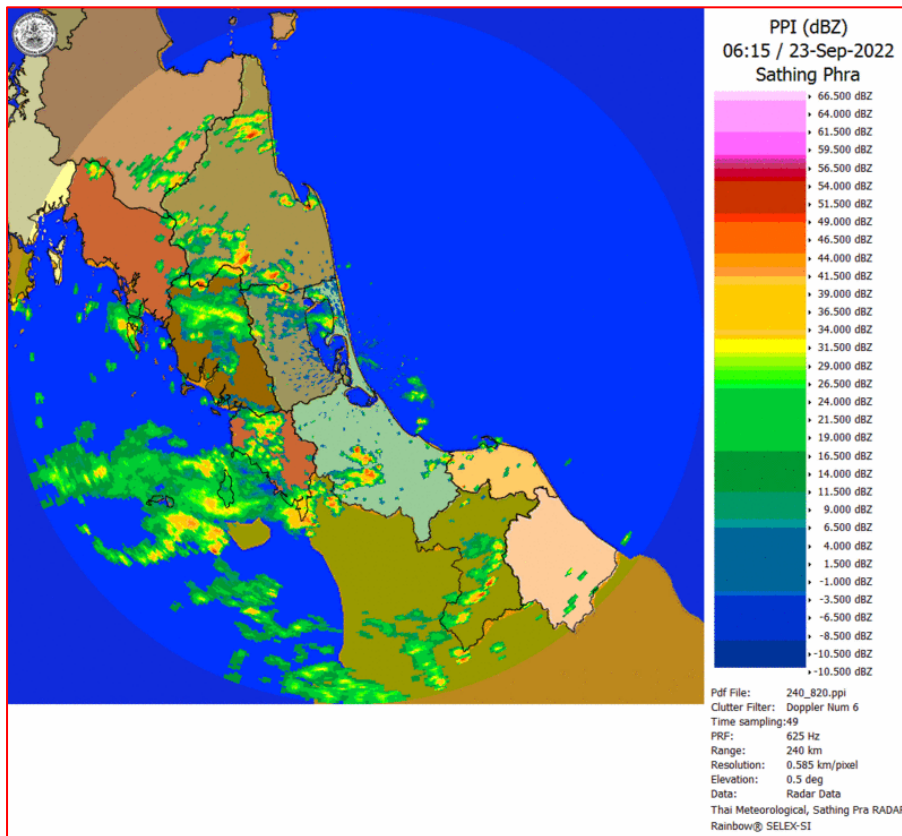 PPI (dBZ)
06:15 / 23-Sep-2022
Sathing Phra
66.500 dBZ
64.000 dBZ
61.500 dBZ
59.500 dBZ
56.500 dBZ
54.000 dBZ
51.500 dBZ
49.000 dBZ
46.500 dBZ
44.000 dBZ
41.500 dBZ
39.000 dBZ
36.500 dBZ
34.000 dBZ
31.500 dBZ
29.000 dBZ
26.500 dBZ
24.000 dBZ
21.500 dBZ
19.000 dBZ
16.500 dBZ
14.000 dBZ
11.500 dBZ
9.000 dBZ
6.500 dBZ
4.000 dBZ
1.500 dBZ
-1.000 dBZ
-3.500 dBZ
-6.500 dBZ
-8.500 dBZ
-10.500 dBZ
-10.500 dBZ
Pdf File: 240_820.ppi
Clutter Filter: Doppler Num 6
Time sampling:49
PRF: 625 Hz
Range: 240 km
Resolution: 0.585 km/pixel
Elevation: 0.5 deg
Data: Radar Data
Thai Meteorological, Sathing Pra RADAR
Rainbow® SELEX-SI